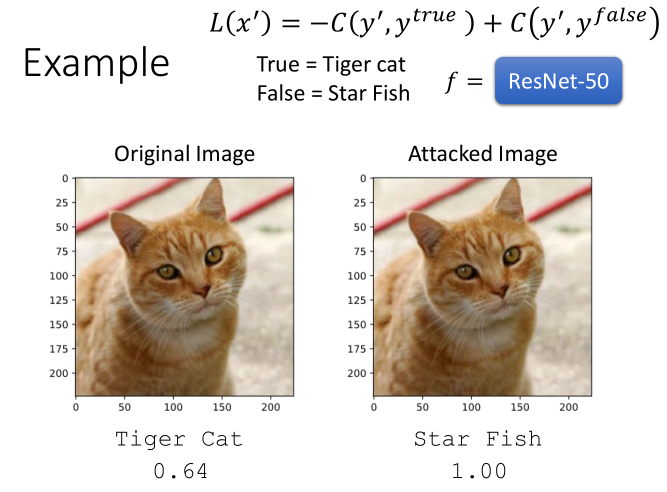 L(x′) = −C(y′, y^{true}) + C(y′, y^{false})
Example
True = Tiger cat
False = Star Fish
f =
ResNet-50
Original Image
0
25
50
75
100
125
150
175
200
0 50 100 150 200
Tiger Cat
0.64
Attacked Image
0
25
50
75
100
125
150
175
200
0 50 100 150 200
Star Fish
1.00